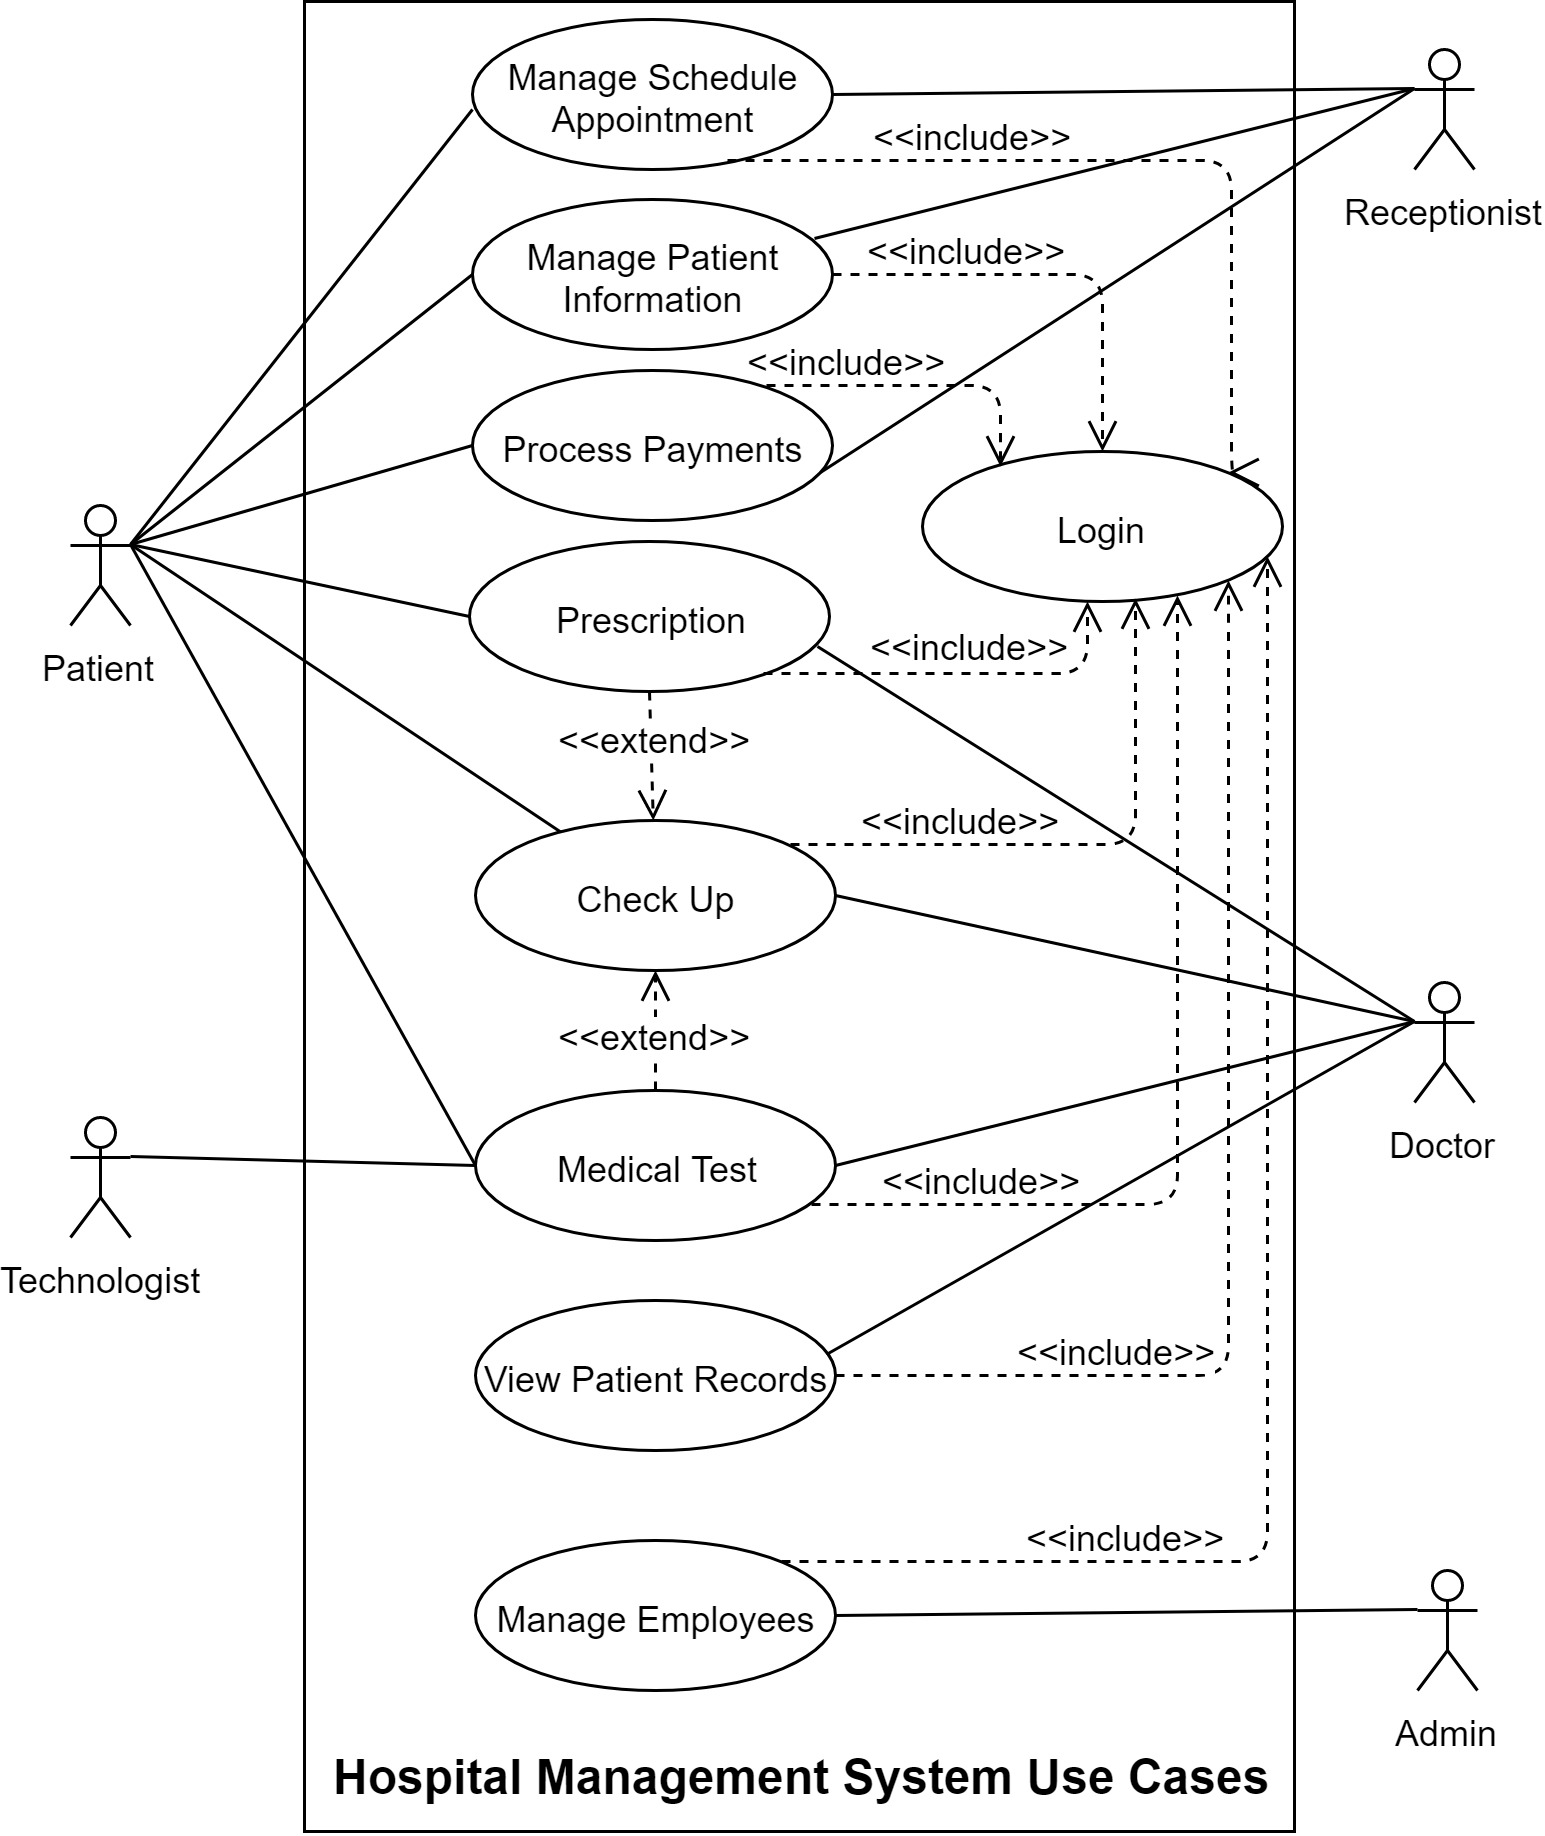 Manage Schedule
Appointment
<<include>>
Receptionist
Manage Patient
Information
<<include>>
<<include>>
Process Payments
Login
Prescription
<<include>>
Patient
<<extend>>
<<include>>
Check Up
<<extend>>
Doctor
Medical Test
<<include>>
Technologist
<<include>>
View Patient Records
<<include>>
Manage Employees
Admin
Hospital Management System Use Cases